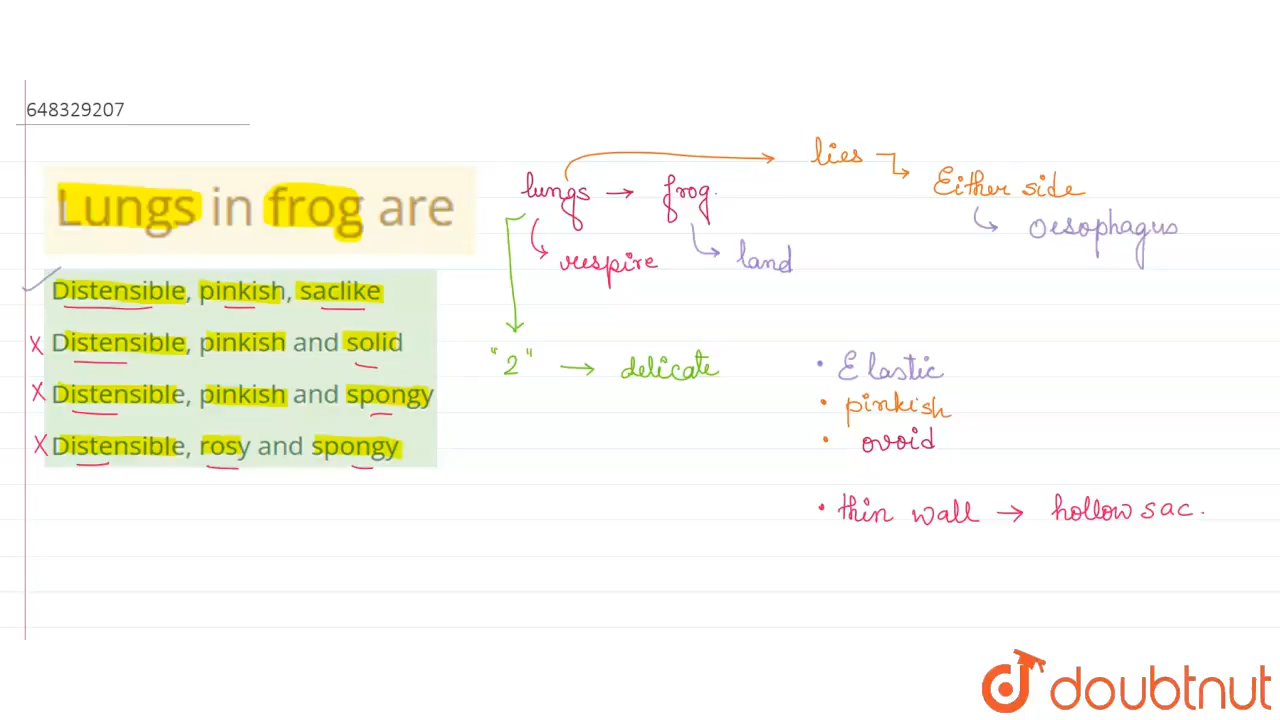 648329207
Lungs in frog are
Distensible, pinkish, saclike
X Distensible, pinkish and solid
X Distensible, pinkish and spongy
X Distensible, rosy and spongy
lungs → frog.
lies
Either side
Oesophagus
respire
land
"2" → delicate
• Elastic
• pinkish
• ovoid
• thin wall → hollow sac.
doubtnut